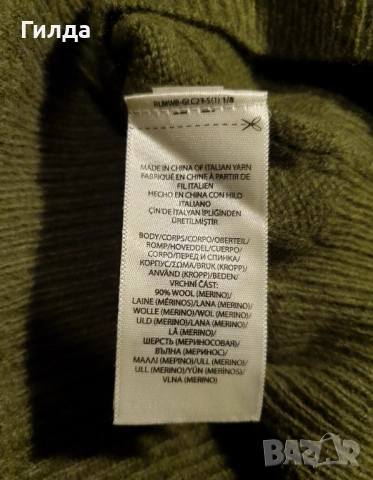 Гилда
RLMWB-GLC23-S(1) 1/8
MADE IN CHINA OF ITALIAN YARN
FABRIQUÉ EN CHINE À PARTIR DE
FIL ITALIEN
HECHO EN CHINA CON HILO
ITALIANO
ÇİN'DE İTALYAN İPLİĞİNDEN
ÜRETİLMİŞTİR
BODY/CORPS/CORPO/OBERTEIL/
ROMP/HOVEDDEL/CUERPO/
CORPO/ПЕРЕД И СПИНКА/
КОРПУС/ΣΩΜΑ/BRUK (KROPP)/
ANVÄND (KROPP)/BEDEN/
VRCHNÍ ČÁST:
90% WOOL (MERINO)/
LAINE (MÉRINOS)/LANA (MERINO)/
WOLLE (MERINO)/WOL (MERINO)/
ULD (MERINO)/LANA (MERINO)/
LÃ (MERINO)/
ШЕРСТЬ (МЕРИНОСОВАЯ)/
ВЪЛНА (МЕРИНОС)/
ΜΑΛΛΙ (ΜΕΡΙΝΟ)/ULL (MERINO)/
ULL (MERINO)/YÜN (MERİNOS)/
VLNA (MERINO)
BAZAR